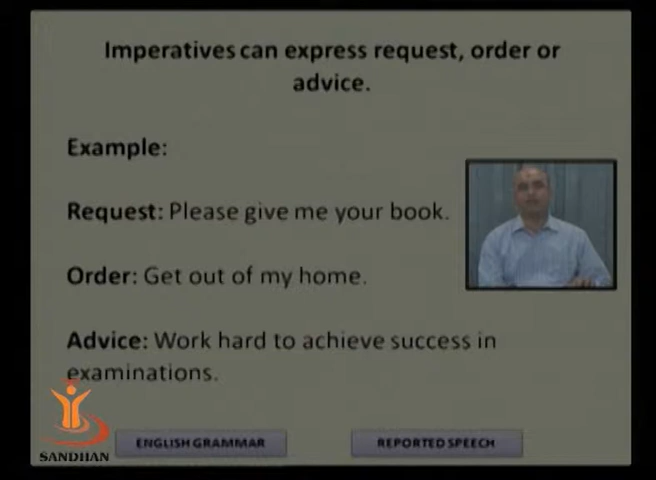 Imperatives can express request, order or
advice.
Example:
Request: Please give me your book.
Order: Get out of my home.
Advice: Work hard to achieve success in
examinations.
SANDHAN
ENGLISH GRAMMAR
REPORTED SPEECH